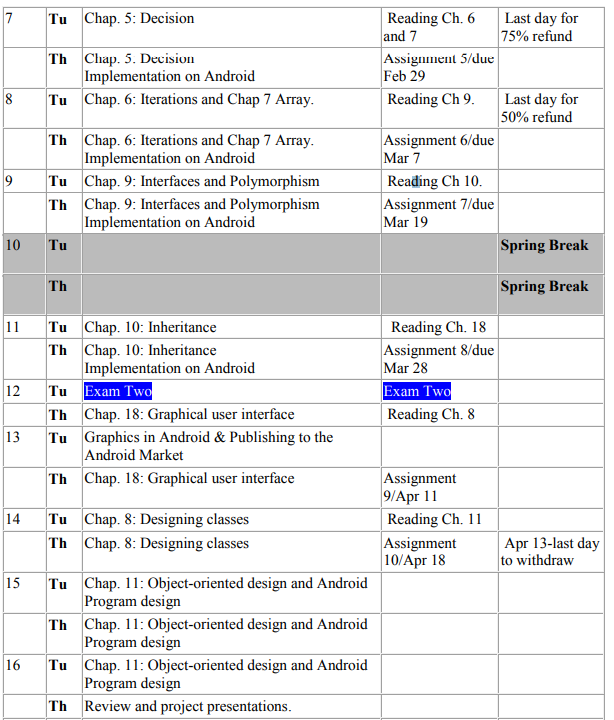 7 Tu Chap. 5: Decision Reading Ch. 6 Last day for
and 7 75% refund
Th Chap. 5. Decision Assignment 5/due
Implementation on Android Feb 29
8 Tu Chap. 6: Iterations and Chap 7 Array. Reading Ch 9. Last day for
50% refund
Th Chap. 6: Iterations and Chap 7 Array. Assignment 6/due
Implementation on Android Mar 7
9 Tu Chap. 9: Interfaces and Polymorphism Reading Ch 10.
Th Chap. 9: Interfaces and Polymorphism Assignment 7/due
Implementation on Android Mar 19
10 Tu Spring Break
Th Spring Break
11 Tu Chap. 10: Inheritance Reading Ch. 18
Th Chap. 10: Inheritance Assignment 8/due
Implementation on Android Mar 28
12 Tu Exam Two Exam Two
Th Chap. 18: Graphical user interface Reading Ch. 8
13 Tu Graphics in Android & Publishing to the
Android Market
Th Chap. 18: Graphical user interface Assignment
9/Apr 11
14 Tu Chap. 8: Designing classes Reading Ch. 11
Th Chap. 8: Designing classes Assignment Apr 13-last day
10/Apr 18 to withdraw
15 Tu Chap. 11: Object-oriented design and Android
Program design
Th Chap. 11: Object-oriented design and Android
Program design
16 Tu Chap. 11: Object-oriented design and Android
Program design
Th Review and project presentations.